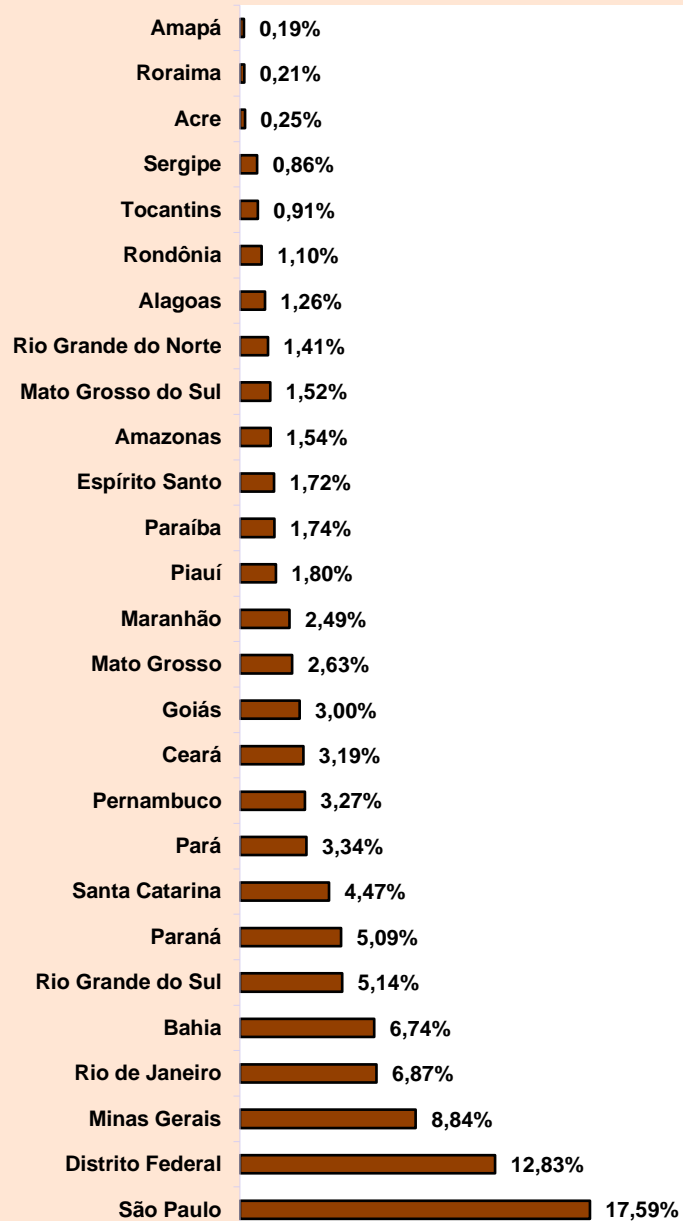 Amapá 0,19%
Roraima 0,21%
Acre 0,25%
Sergipe 0,86%
Tocantins 0,91%
Rondônia 1,10%
Alagoas 1,26%
Rio Grande do Norte 1,41%
Mato Grosso do Sul 1,52%
Amazonas 1,54%
Espírito Santo 1,72%
Paraíba 1,74%
Piauí 1,80%
Maranhão 2,49%
Mato Grosso 2,63%
Goiás 3,00%
Ceará 3,19%
Pernambuco 3,27%
Pará 3,34%
Santa Catarina 4,47%
Paraná 5,09%
Rio Grande do Sul 5,14%
Bahia 6,74%
Rio de Janeiro 6,87%
Minas Gerais 8,84%
Distrito Federal 12,83%
São Paulo 17,59%